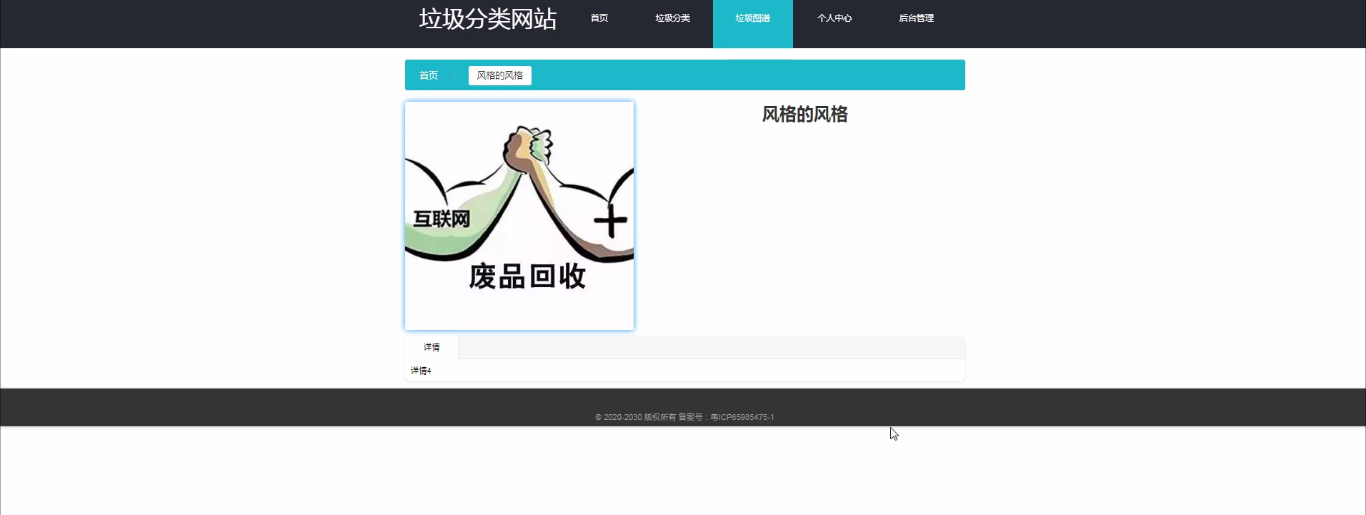 垃圾分类网站 首页 垃圾分类 垃圾图谱 个人中心 后台管理
首页 风格的风格
风格的风格
互联网 +
废品回收
详情
详情4
© 2020-2030 版权所有 备案号：粤ICP65985475-1